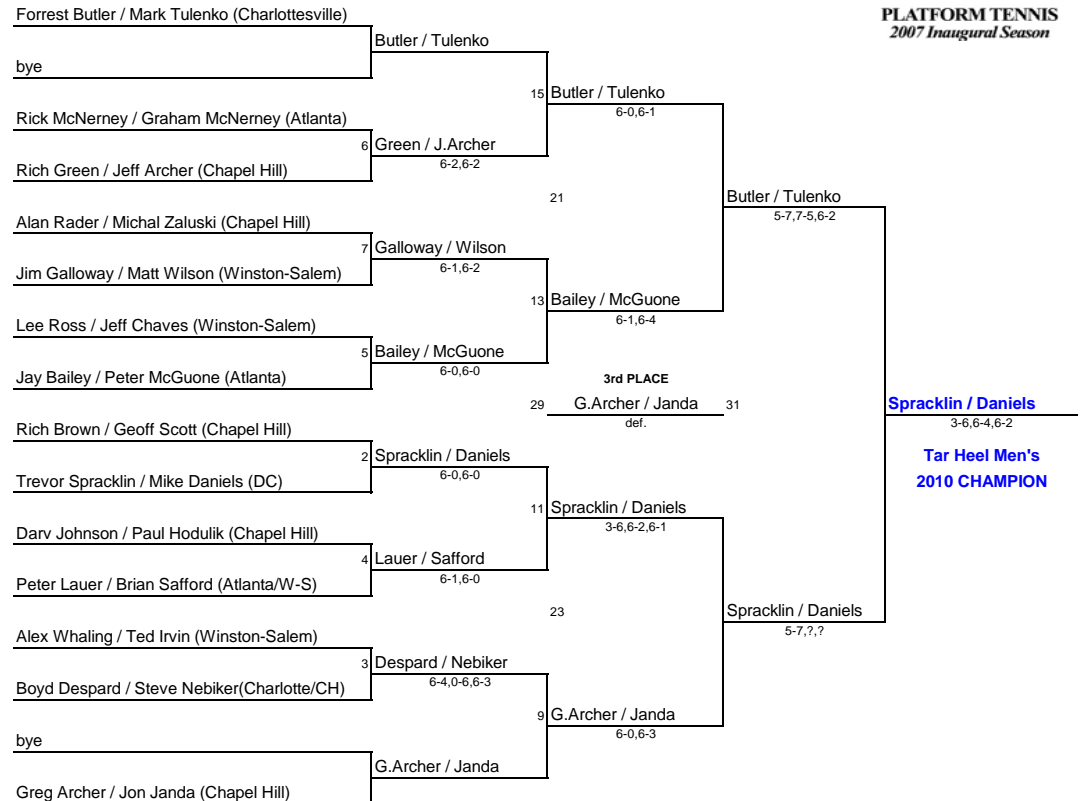 Forrest Butler / Mark Tulenko (Charlottesville)
PLATFORM TENNIS
2007 Inaugural Season
Butler / Tulenko
bye
15 Butler / Tulenko
6-0,6-1
Rick McNerney / Graham McNerney (Atlanta)
6 Green / J.Archer
6-2,6-2
Rich Green / Jeff Archer (Chapel Hill)
21
Butler / Tulenko
5-7,7-5,6-2
Alan Rader / Michal Zaluski (Chapel Hill)
7 Galloway / Wilson
6-1,6-2
Jim Galloway / Matt Wilson (Winston-Salem)
13 Bailey / McGuone
6-1,6-4
Lee Ross / Jeff Chaves (Winston-Salem)
5 Bailey / McGuone
6-0,6-0
Jay Bailey / Peter McGuone (Atlanta)
3rd PLACE
29 G.Archer / Janda 31
def.
Spracklin / Daniels
3-6,6-4,6-2
Tar Heel Men's
2010 CHAMPION
Rich Brown / Geoff Scott (Chapel Hill)
2 Spracklin / Daniels
6-0,6-0
Trevor Spracklin / Mike Daniels (DC)
11 Spracklin / Daniels
3-6,6-2,6-1
Darv Johnson / Paul Hodulik (Chapel Hill)
4 Lauer / Safford
6-1,6-0
Peter Lauer / Brian Safford (Atlanta/W-S)
23
Spracklin / Daniels
5-7,?,?
Alex Whaling / Ted Irvin (Winston-Salem)
3 Despard / Nebiker
6-4,0-6,6-3
Boyd Despard / Steve Nebiker(Charlotte/CH)
9 G.Archer / Janda
6-0,6-3
bye
G.Archer / Janda
Greg Archer / Jon Janda (Chapel Hill)